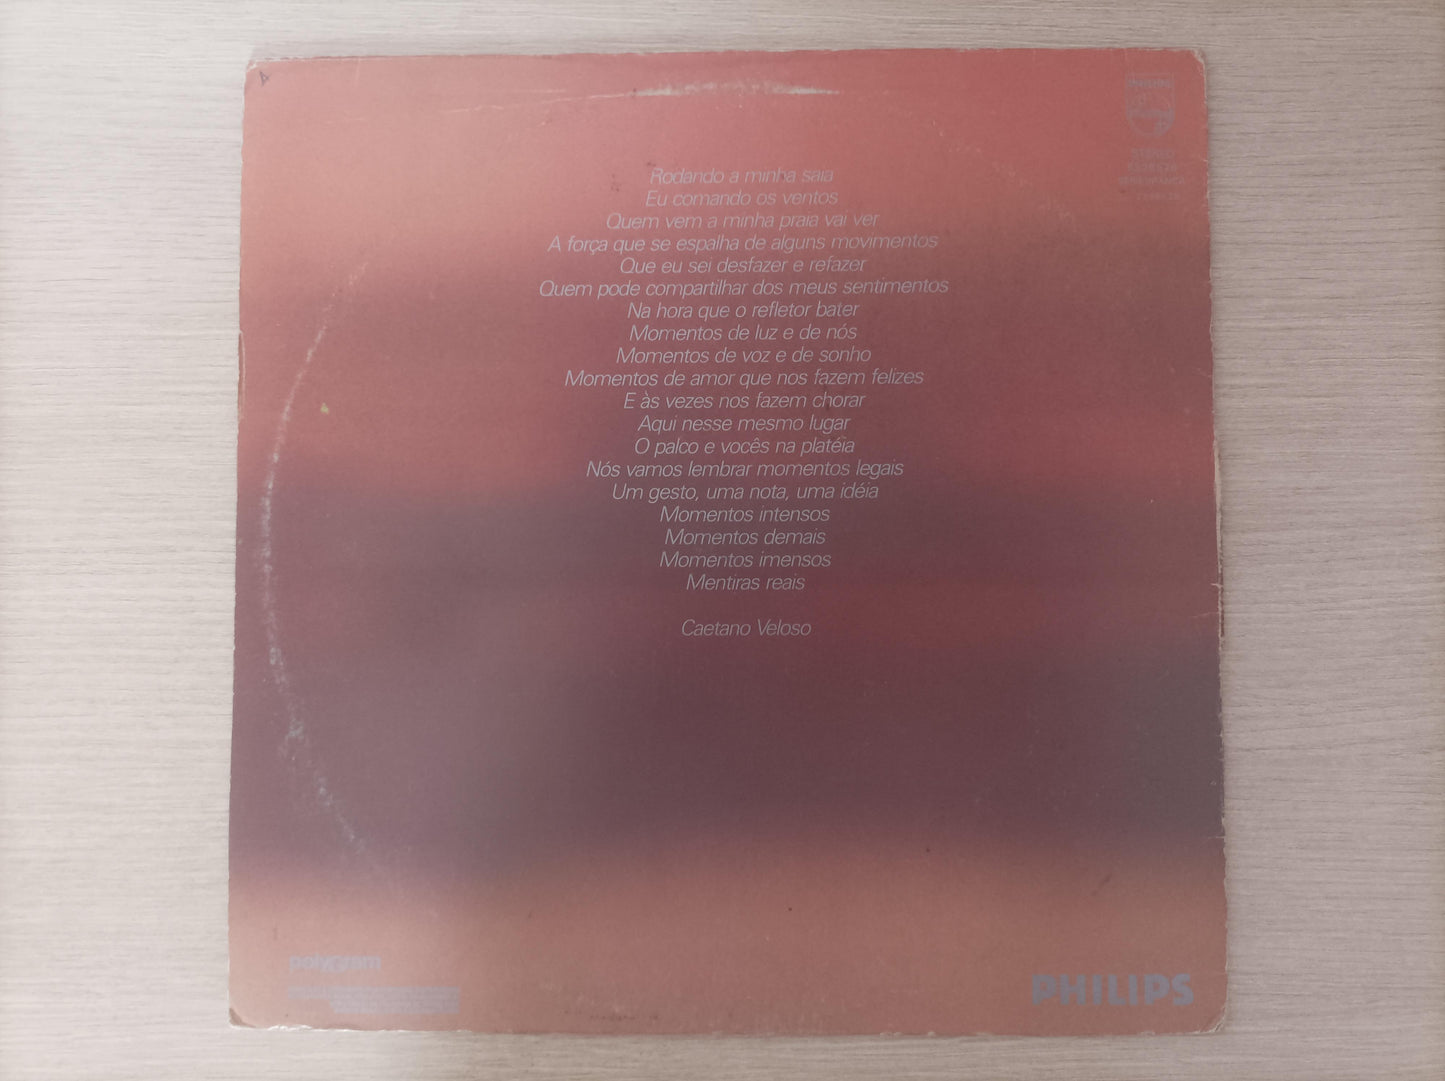 PHILIPS
STEREO
Rodando a minha saia
Eu comando os ventos
Quem vem a minha praia vai ver
A força que se espalha de alguns movimentos
Que eu sei desfazer e refazer
Quem pode compartilhar dos meus sentimentos
Na hora que o refletor bater
Momentos de luz e de nós
Momentos de voz e de sonho
Momentos de amor que nos fazem felizes
E às vezes nos fazem chorar
Aqui nesse mesmo lugar
O palco e vocês na platéia
Nós vamos lembrar momentos legais
Um gesto, uma nota, uma idéia
Momentos intensos
Momentos demais
Momentos imensos
Mentiras reais
Caetano Veloso
polyGram
PHILIPS